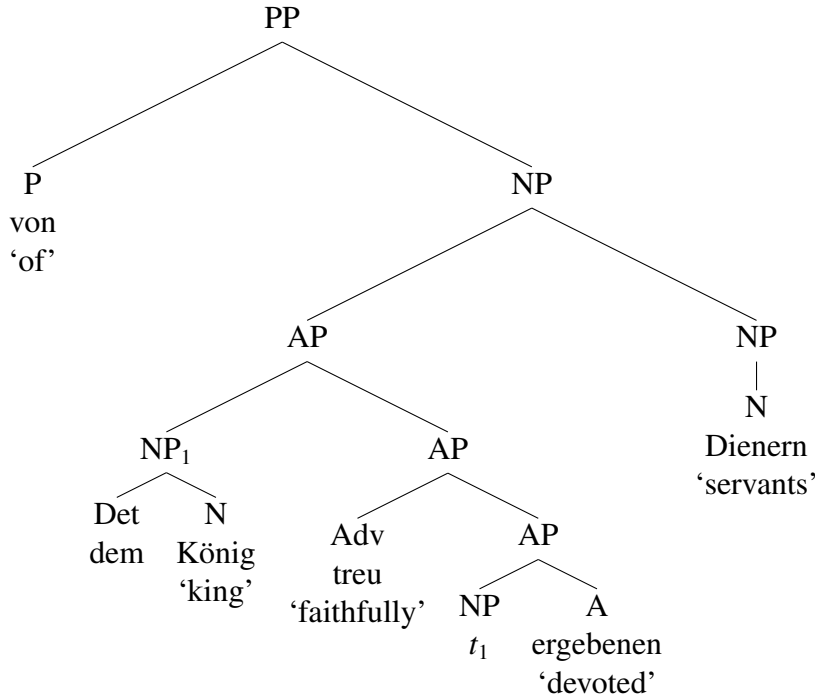 PP
P NP
von
‘of’
AP NP
N
Dienern
‘servants’
NP₁ AP
Det N Adv AP
dem König treu
‘king’ ‘faithfully’
NP A
t₁ ergebenen
‘devoted’